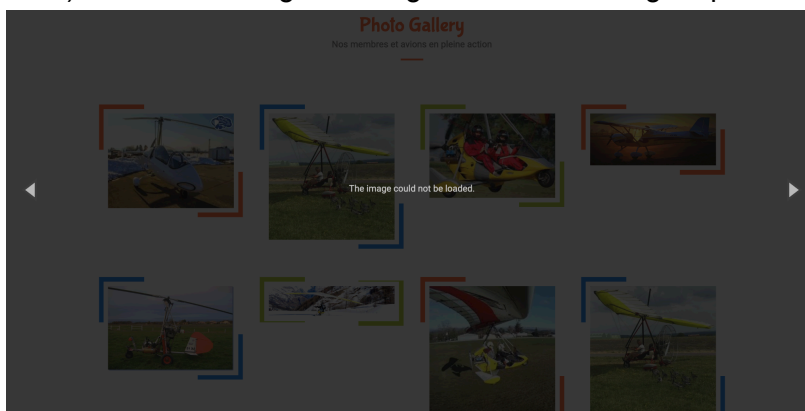 Photo Gallery
Nos membres et avions en pleine action
The image could not be loaded.